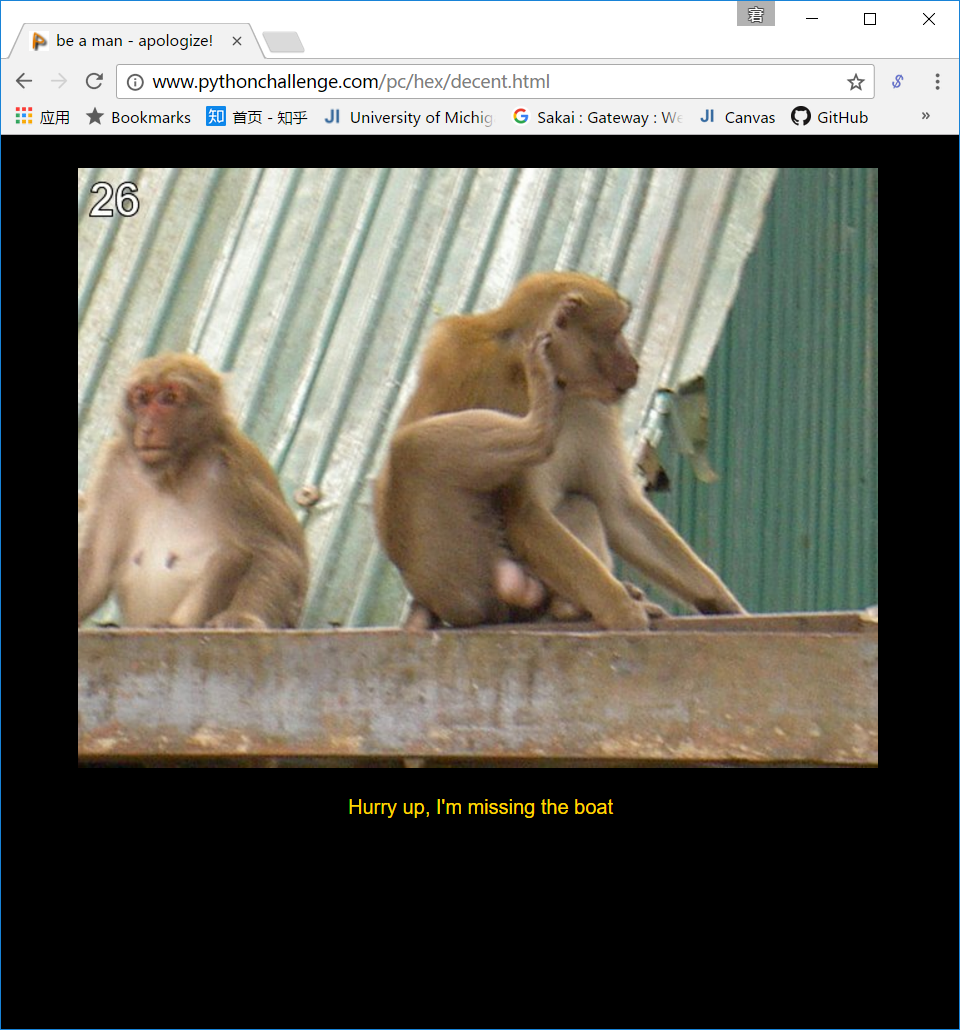 窘
be a man - apologize!
www.pythonchallenge.com/pc/hex/decent.html
应用 Bookmarks 知 首页 - 知乎 JI University of Michig G Sakai : Gateway : We JI Canvas GitHub »
26
Hurry up, I'm missing the boat